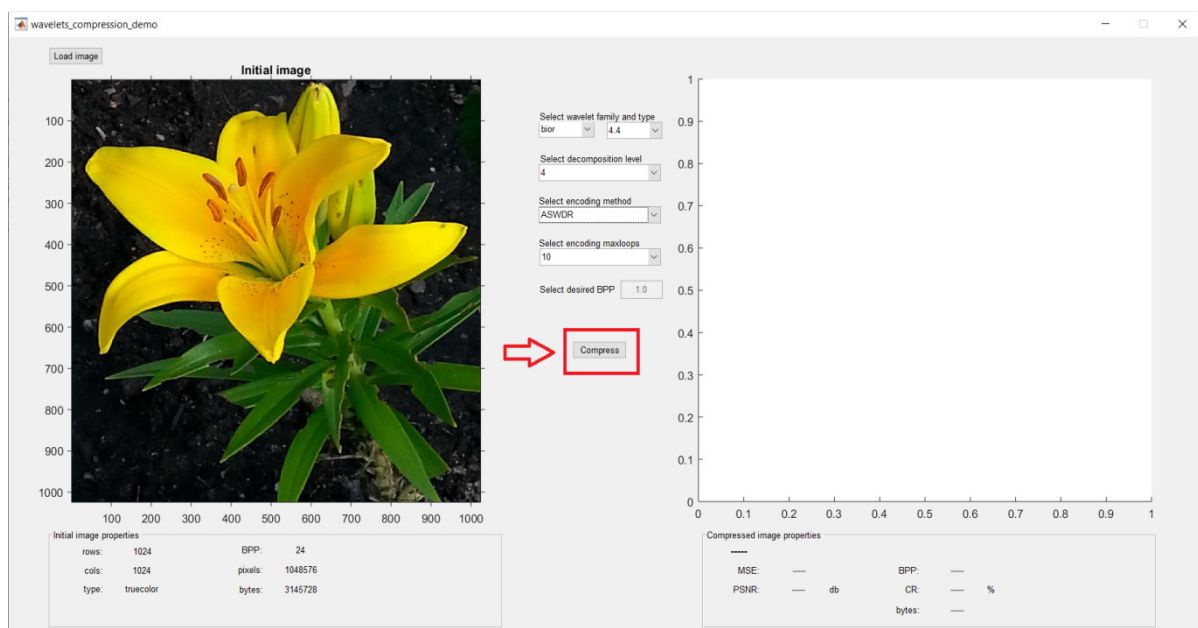 wavelets_compression_demo
Load image
Initial image
100
200
300
400
500
600
700
800
900
1000
100 200 300 400 500 600 700 800 900 1000
Select wavelet family and type
bior 4.4
Select decomposition level
4
Select encoding method
ASWDR
Select encoding maxloops
10
Select desired BPP 1.0
Compress
1
0.9
0.8
0.7
0.6
0.5
0.4
0.3
0.2
0.1
0
0 0.1 0.2 0.3 0.4 0.5 0.6 0.7 0.8 0.9 1
Initial image properties
rows: 1024 BPP: 24
cols: 1024 pixels: 1048576
type: truecolor bytes: 3145728
Compressed image properties
-----
MSE: ----- BPP: -----
PSNR: ----- db CR: ----- %
bytes: -----